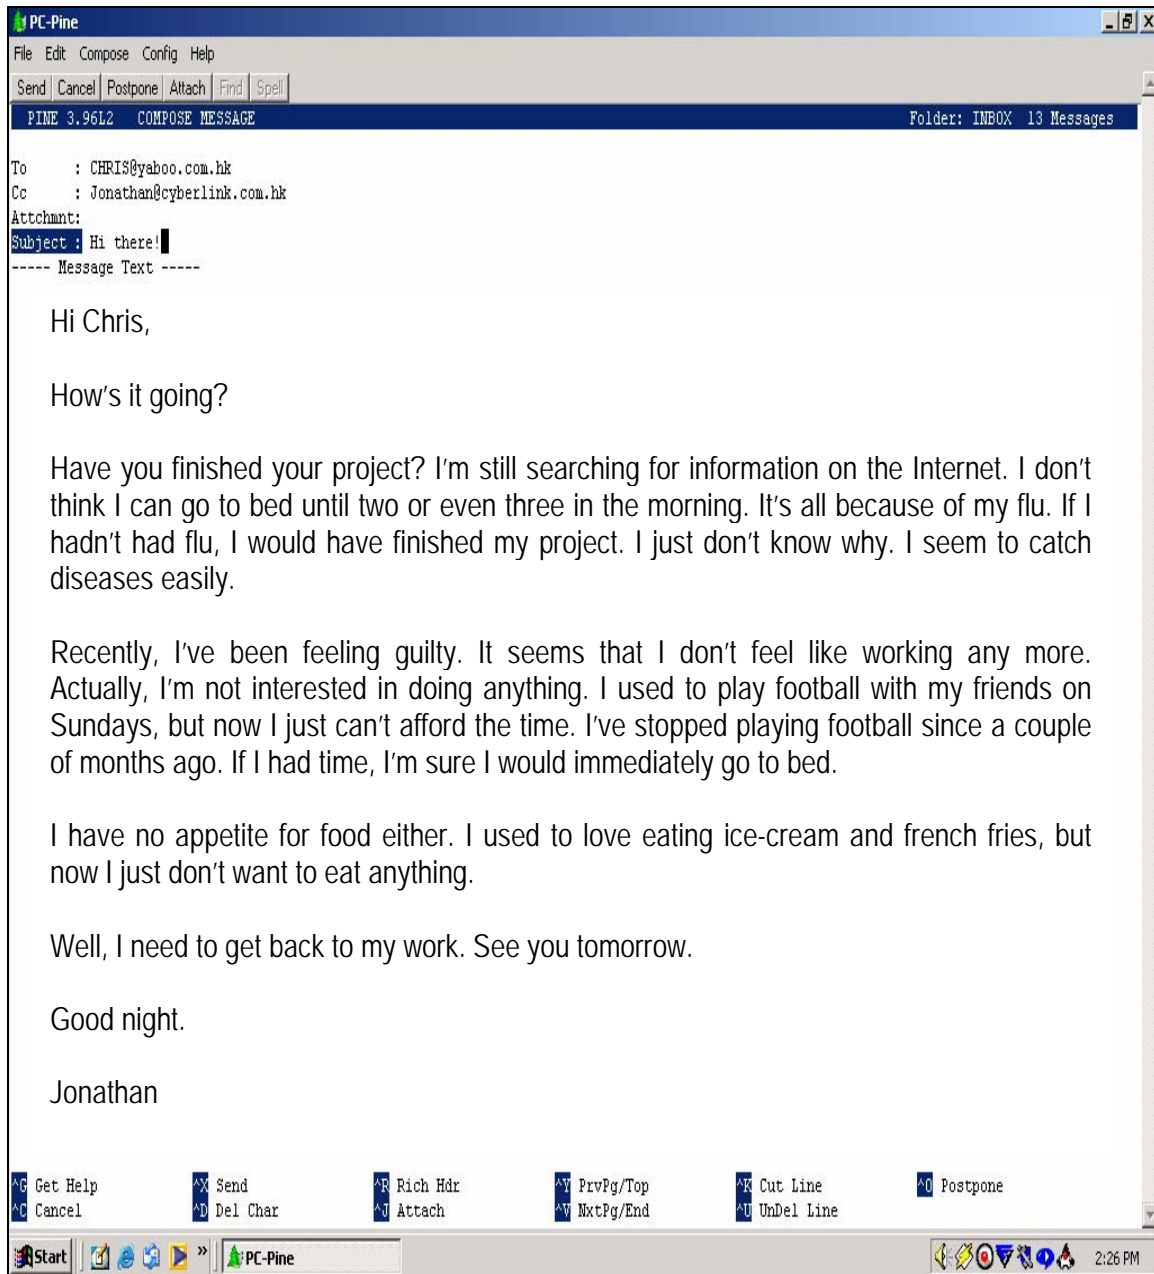 PC-Pine
File Edit Compose Config Help
Send Cancel Postpone Attach Find Spell
PINE 3.96L2 COMPOSE MESSAGE Folder: INBOX 13 Messages
To : CHRIS@yaboo.com.hk
Cc : Jonathan@cyberlink.com.hk
Attchmnt:
Subject : Hi there!
----- Message Text -----
Hi Chris,
How's it going?
Have you finished your project? I'm still searching for information on the Internet. I don't
think I can go to bed until two or even three in the morning. It's all because of my flu. If I
hadn't had flu, I would have finished my project. I just don't know why. I seem to catch
diseases easily.
Recently, I've been feeling guilty. It seems that I don't feel like working any more.
Actually, I'm not interested in doing anything. I used to play football with my friends on
Sundays, but now I just can't afford the time. I've stopped playing football since a couple
of months ago. If I had time, I'm sure I would immediately go to bed.
I have no appetite for food either. I used to love eating ice-cream and french fries, but
now I just don't want to eat anything.
Well, I need to get back to my work. See you tomorrow.
Good night.
Jonathan
^G Get Help ^X Send ^R Rich Hdr ^Y PrvPg/Top ^K Cut Line ^O Postpone
^C Cancel ^D Del Char ^J Attach ^V NxtPg/End ^U UnDel Line
Start » PC-Pine 2:26 PM